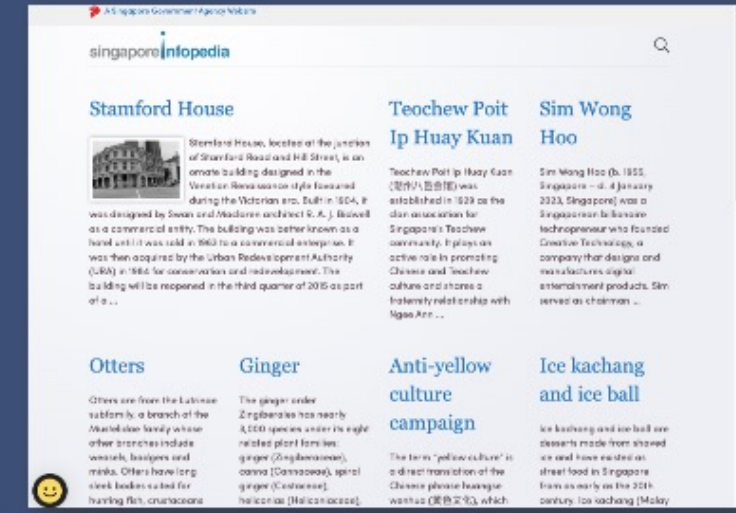 A Singapore Government Agency Website
singapore infopedia
Stamford House
Stamford House, located at the junction
of Stamford Road and Hill Street, is an
ornate building designed in the
Venetian Renaissance style favoured
during the Victorian era. Built in 1904, it
was designed by Swan and Maclaren architect R. A. J. Bidwell
as a commercial entity. The building was better known as a
hotel until it was sold in 1963 to a commercial enterprise. It
was then acquired by the Urban Redevelopment Authority
(URA) in 1984 for conservation and redevelopment. The
building will be reopened in the third quarter of 2015 as part
of a ...
Teochew Poit
Ip Huay Kuan
Teochew Poit Ip Huay Kuan
(潮州八邑會館) was
established in 1929 as the
clan association for
Singapore's Teochew
community. It plays an
active role in promoting
Chinese and Teochew
culture and shares a
fraternity relationship with
Ngee Ann ...
Sim Wong
Hoo
Sim Wong Hoo (b. 1955,
Singapore – d. 4 January
2023, Singapore) was a
Singaporean billionaire
technopreneur who founded
Creative Technology, a
company that designs and
manufactures digital
entertainment products. Sim
served as chairman ...
Otters
Otters are from the Lutrinae
subfamily, a branch of the
Mustelidae family whose
other branches include
weasels, badgers and
minks. Otters have long
sleek bodies suited for
hunting fish, crustaceans
Ginger
The ginger order
Zingiberales has nearly
4,000 species under its eight
related plant families:
ginger (Zingiberaceae),
canna (Cannaceae), spiral
ginger (Costaceae),
heliconias (Heliconiaceae),
Anti-yellow
culture
campaign
The term "yellow culture" is
a direct translation of the
Chinese phrase huangse
wenhua (黄色文化), which
Ice kachang
and ice ball
Ice kachang and ice ball are
desserts made from shaved
ice and have existed as
street food in Singapore
from as early as the 20th
century. Ice kachang (Malay